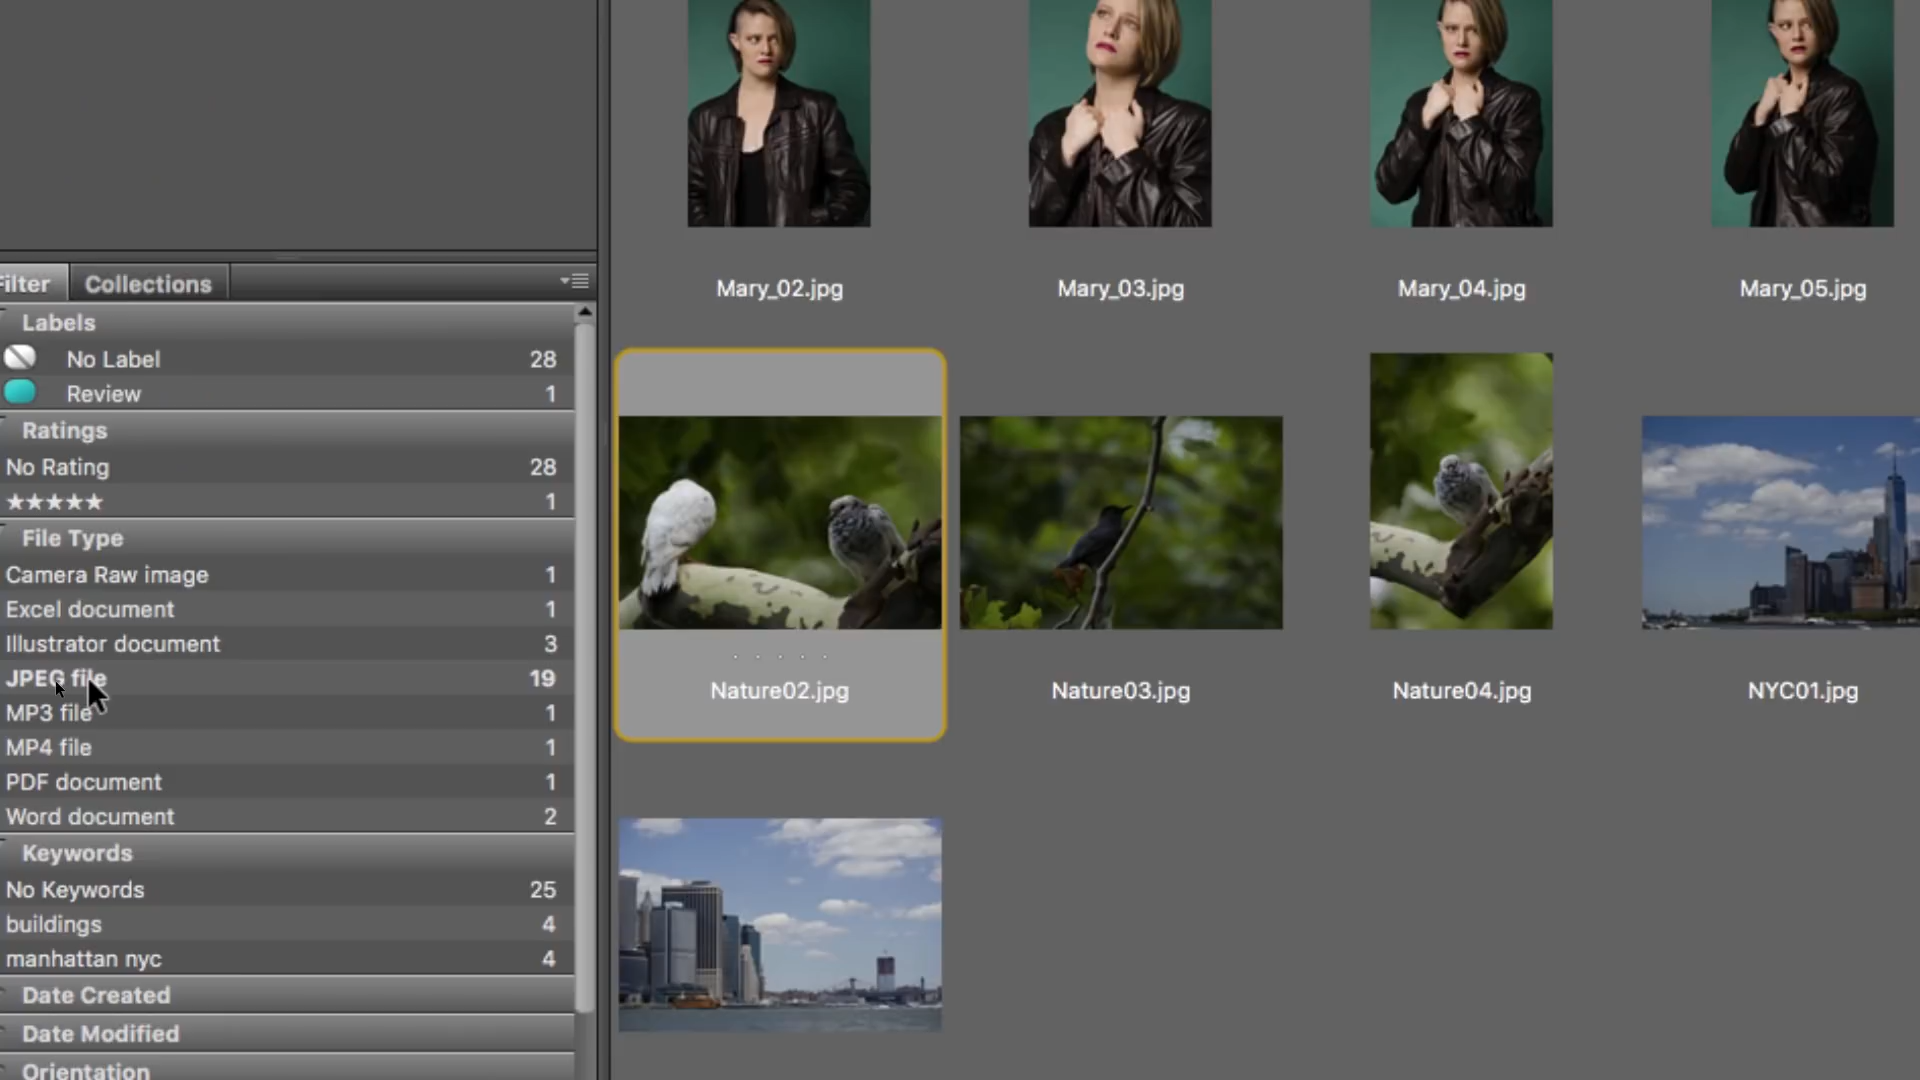 Filter Collections
Labels
No Label 28
Review 1
Ratings
No Rating 28
★★★★★ 1
File Type
Camera Raw image 1
Excel document 1
Illustrator document 3
JPEG file 19
MP3 file 1
MP4 file 1
PDF document 1
Word document 2
Keywords
No Keywords 25
buildings 4
manhattan nyc 4
Date Created
Date Modified
Orientation
Mary_02.jpg Mary_03.jpg Mary_04.jpg Mary_05.jpg
Nature02.jpg Nature03.jpg Nature04.jpg NYC01.jpg